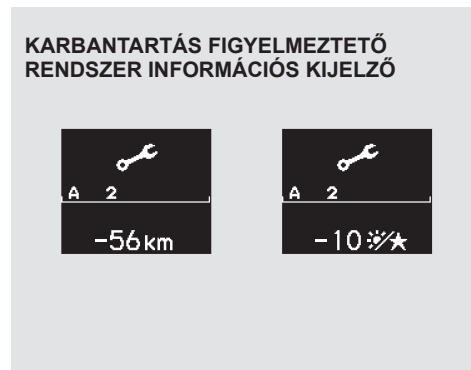 KARBANTARTÁS FIGYELMEZTETŐ
RENDSZER INFORMÁCIÓS KIJELZŐ
A 2 A 2
-56km -10